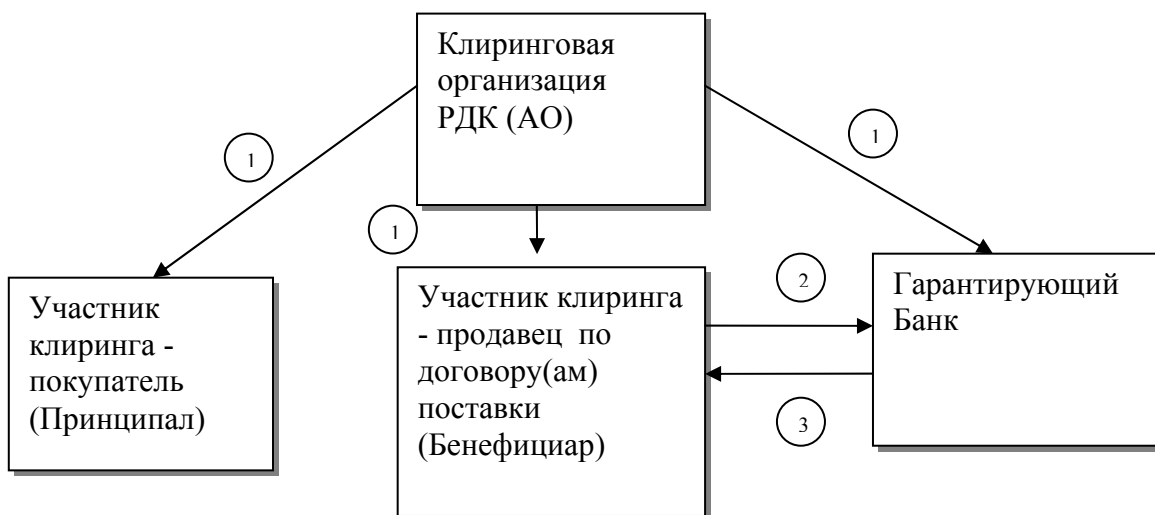 Клиринговая
организация
РДК (АО)
1
1
1
Участник
клиринга -
покупатель
(Принципал)
Участник клиринга
- продавец по
договору(ам)
поставки
(Бенефициар)
2
3
Гарантирующий
Банк